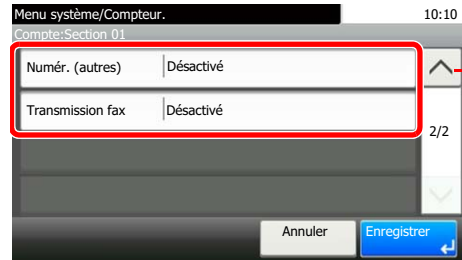 Menu système/Compteur. 10:10
Compte:Section 01
Numér. (autres) Désactivé
Transmission fax Désactivé
2/2
Annuler Enregistrer